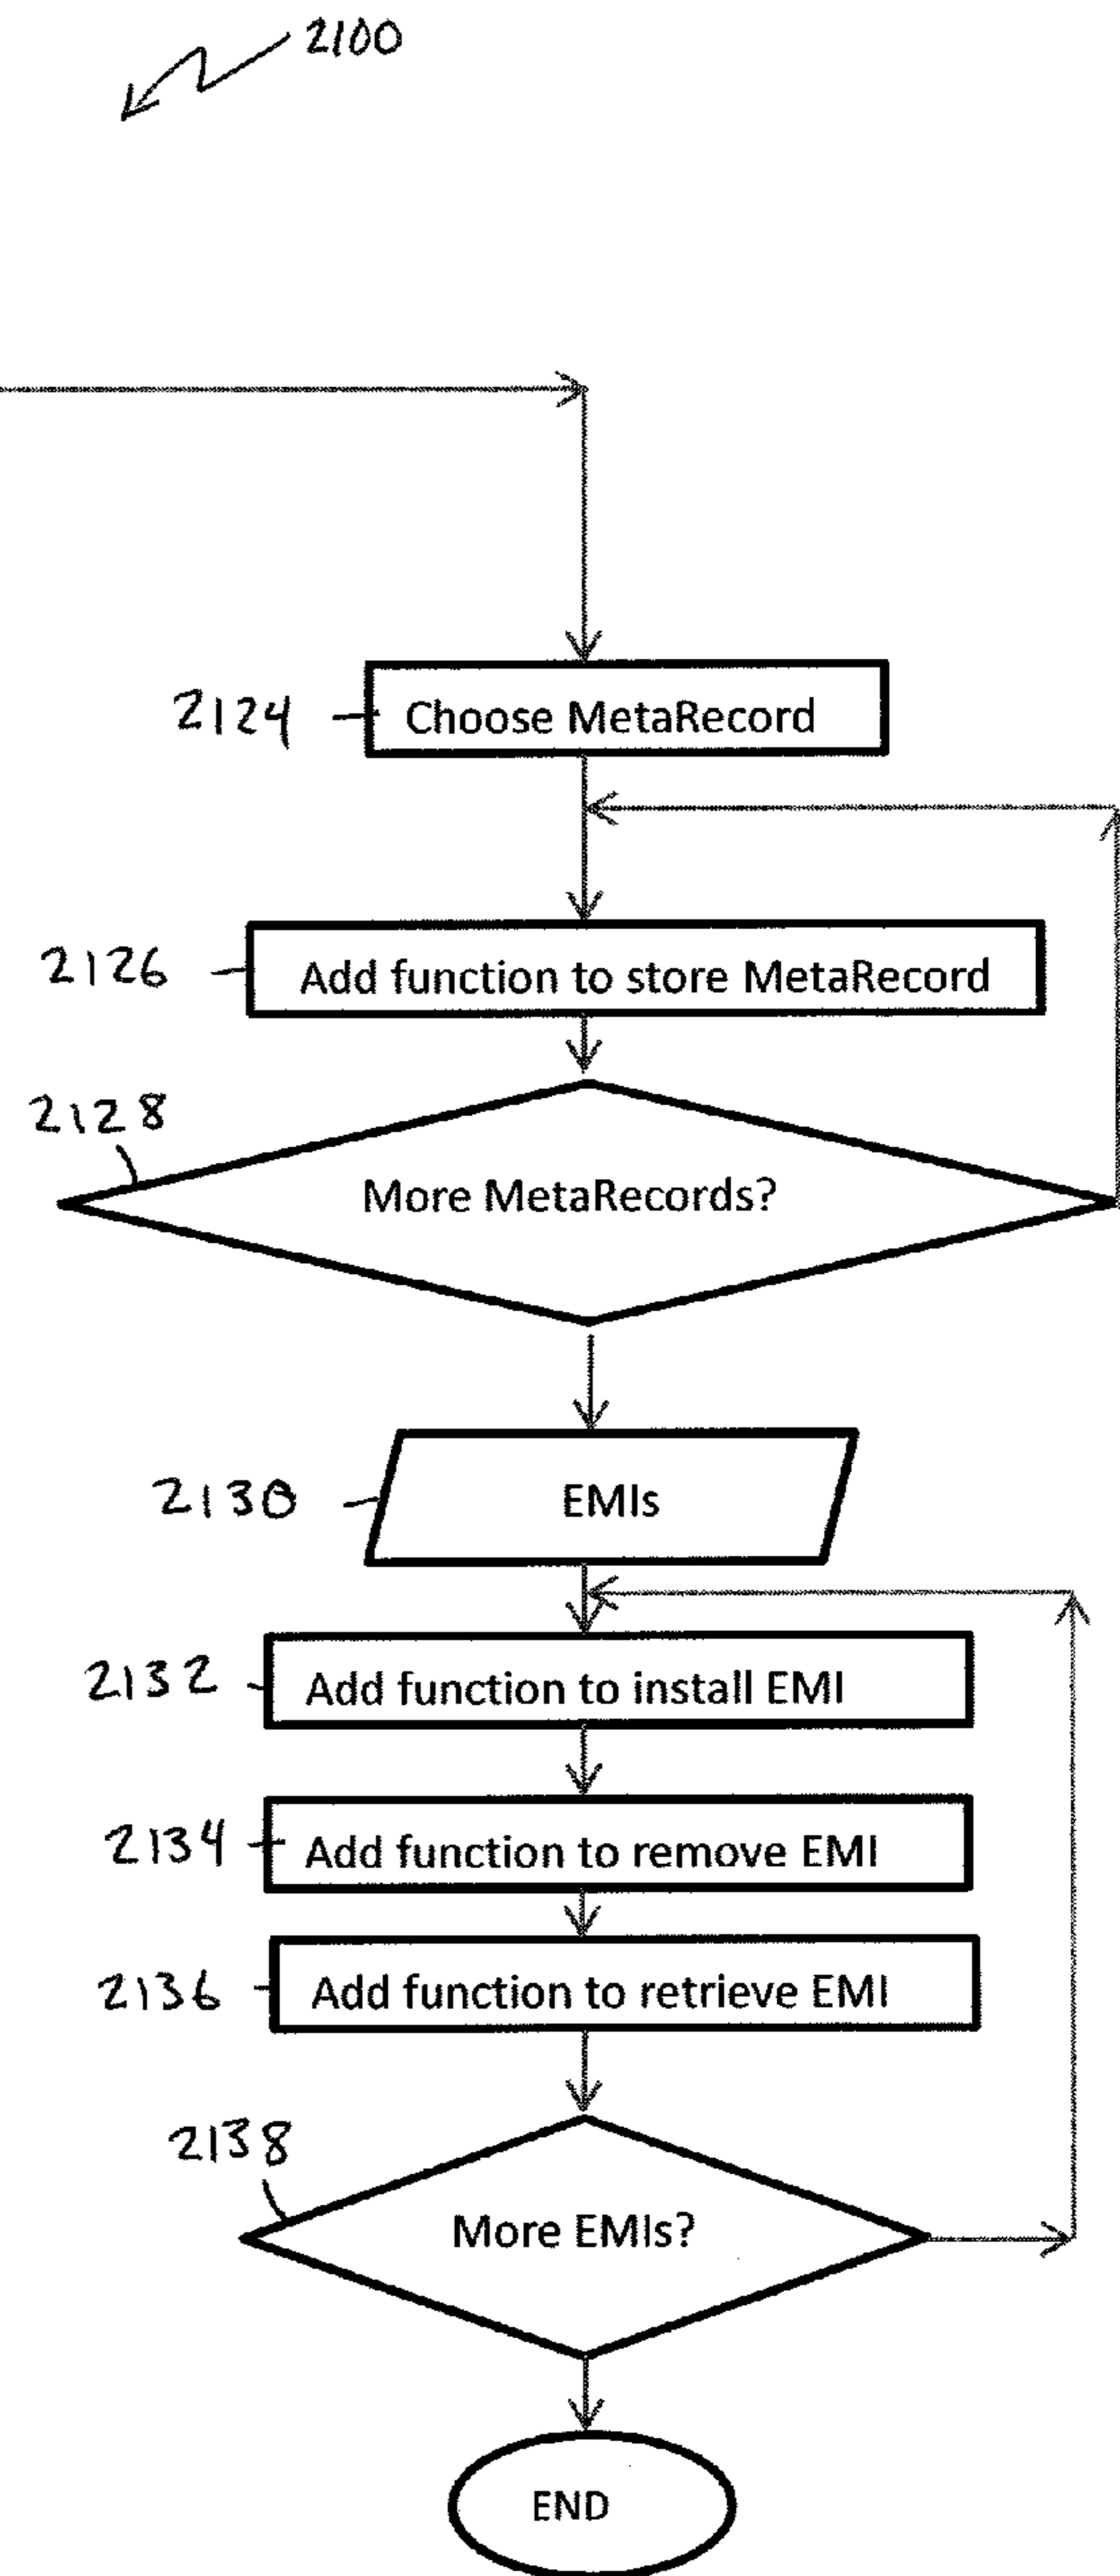 2100
2124
Choose MetaRecord
2126
Add function to store MetaRecord
2128
More MetaRecords?
2130
EMIs
2132
Add function to install EMI
2134
Add function to remove EMI
2136
Add function to retrieve EMI
2138
More EMIs?
END